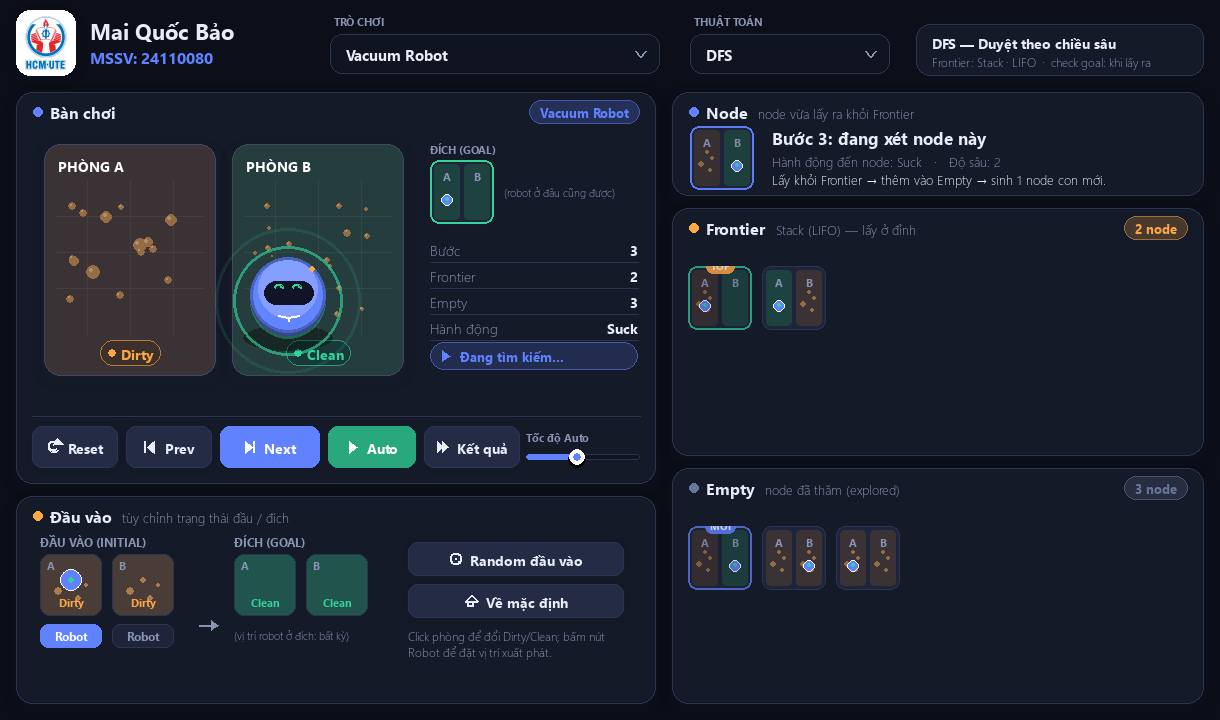 HCM-UTE
Mai Quốc Bảo
MSSV: 24110080
TRÒ CHƠI
Vacuum Robot
THUẬT TOÁN
DFS
DFS — Duyệt theo chiều sâu
Frontier: Stack · LIFO · check goal: khi lấy ra
Bàn chơi
Vacuum Robot
PHÒNG A
Dirty
PHÒNG B
Clean
ĐÍCH (GOAL)
A B
(robot ở đâu cũng được)
Bước 3
Frontier 2
Empty 3
Hành động Suck
Đang tìm kiếm...
Reset
Prev
Next
Auto
Kết quả
Tốc độ Auto
Đầu vào tùy chỉnh trạng thái đầu / đích
ĐẦU VÀO (INITIAL)
A
Dirty
B
Dirty
Robot
Robot
ĐÍCH (GOAL)
A
Clean
B
Clean
(vị trí robot ở đích: bất kỳ)
Random đầu vào
Về mặc định
Click phòng để đổi Dirty/Clean; bấm nút
Robot để đặt vị trí xuất phát.
Node node vừa lấy ra khỏi Frontier
A B
Bước 3: đang xét node này
Hành động đến node: Suck · Độ sâu: 2
Lấy khỏi Frontier → thêm vào Empty → sinh 1 node con mới.
Frontier Stack (LIFO) — lấy ở đỉnh
2 node
TOP
A B
A B
Empty node đã thăm (explored)
3 node
MỚI
A B
A B
A B